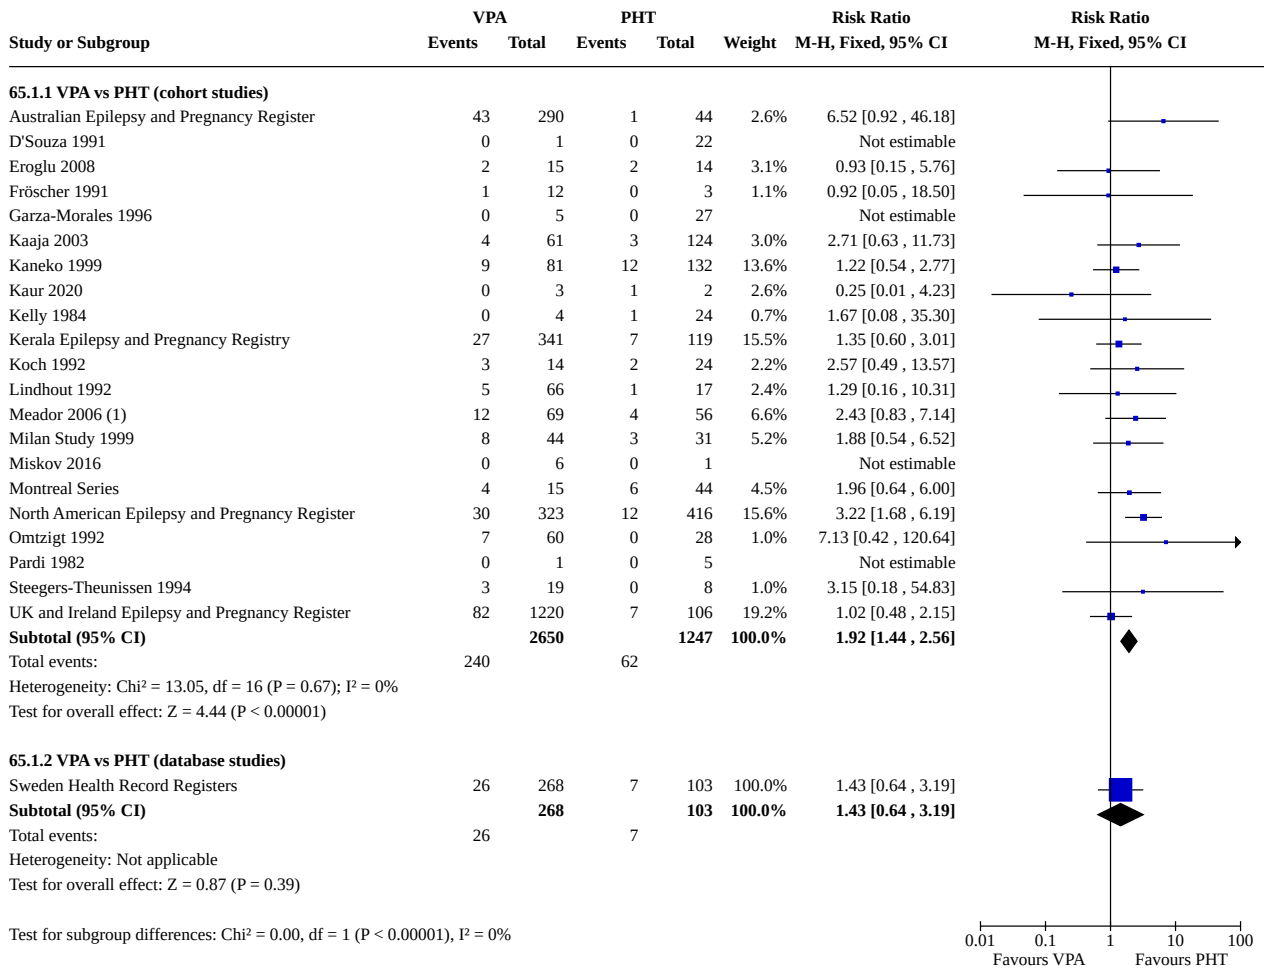 VPA PHT Risk Ratio Risk Ratio
Study or Subgroup Events Total Events Total Weight M-H, Fixed, 95% CI M-H, Fixed, 95% CI
65.1.1 VPA vs PHT (cohort studies)
Australian Epilepsy and Pregnancy Register 43 290 1 44 2.6% 6.52 [0.92 , 46.18]
D'Souza 1991 0 1 0 22 Not estimable
Eroglu 2008 2 15 2 14 3.1% 0.93 [0.15 , 5.76]
Fröscher 1991 1 12 0 3 1.1% 0.92 [0.05 , 18.50]
Garza-Morales 1996 0 5 0 27 Not estimable
Kaaja 2003 4 61 3 124 3.0% 2.71 [0.63 , 11.73]
Kaneko 1999 9 81 12 132 13.6% 1.22 [0.54 , 2.77]
Kaur 2020 0 3 1 2 2.6% 0.25 [0.01 , 4.23]
Kelly 1984 0 4 1 24 0.7% 1.67 [0.08 , 35.30]
Kerala Epilepsy and Pregnancy Registry 27 341 7 119 15.5% 1.35 [0.60 , 3.01]
Koch 1992 3 14 2 24 2.2% 2.57 [0.49 , 13.57]
Lindhout 1992 5 66 1 17 2.4% 1.29 [0.16 , 10.31]
Meador 2006 (1) 12 69 4 56 6.6% 2.43 [0.83 , 7.14]
Milan Study 1999 8 44 3 31 5.2% 1.88 [0.54 , 6.52]
Miskov 2016 0 6 0 1 Not estimable
Montreal Series 4 15 6 44 4.5% 1.96 [0.64 , 6.00]
North American Epilepsy and Pregnancy Register 30 323 12 416 15.6% 3.22 [1.68 , 6.19]
Omtzigt 1992 7 60 0 28 1.0% 7.13 [0.42 , 120.64]
Pardi 1982 0 1 0 5 Not estimable
Steegers-Theunissen 1994 3 19 0 8 1.0% 3.15 [0.18 , 54.83]
UK and Ireland Epilepsy and Pregnancy Register 82 1220 7 106 19.2% 1.02 [0.48 , 2.15]
Subtotal (95% CI) 2650 1247 100.0% 1.92 [1.44 , 2.56]
Total events: 240 62
Heterogeneity: Chi² = 13.05, df = 16 (P = 0.67); I² = 0%
Test for overall effect: Z = 4.44 (P < 0.00001)
65.1.2 VPA vs PHT (database studies)
Sweden Health Record Registers 26 268 7 103 100.0% 1.43 [0.64 , 3.19]
Subtotal (95% CI) 268 103 100.0% 1.43 [0.64 , 3.19]
Total events: 26 7
Heterogeneity: Not applicable
Test for overall effect: Z = 0.87 (P = 0.39)
Test for subgroup differences: Chi² = 0.00, df = 1 (P < 0.00001), I² = 0%
0.01 0.1 1 10 100
Favours VPA Favours PHT